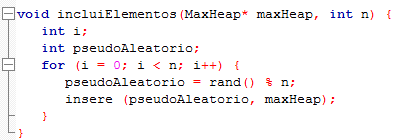 void incluiElementos(MaxHeap* maxHeap, int n) {
int i;
int pseudoAleatorio;
for (i = 0; i < n; i++) {
pseudoAleatorio = rand() % n;
insere (pseudoAleatorio, maxHeap);
}
}